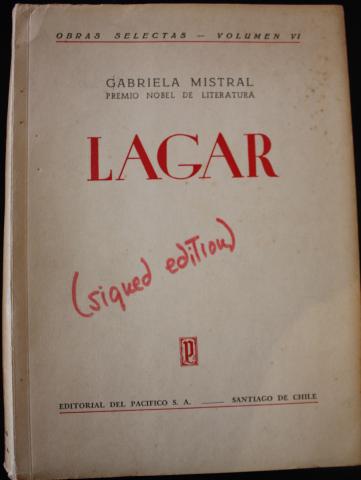 OBRAS SELECTAS — VOLUMEN VI
GABRIELA MISTRAL
PREMIO NOBEL DE LITERATURA
LAGAR
(signed edition)
P
EDITORIAL DEL PACIFICO S. A. —— SANTIAGO DE CHILE